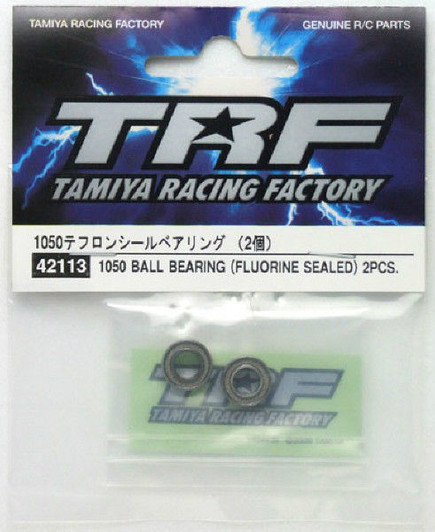 TAMIYA RACING FACTORY
GENUINE R/C PARTS
TRF
TAMIYA RACING FACTORY
1050テフロンシールベアリング (2個)
42113 1050 BALL BEARING (FLUORINE SEALED) 2PCS.
TRF
TAMIYA RACING FACTORY